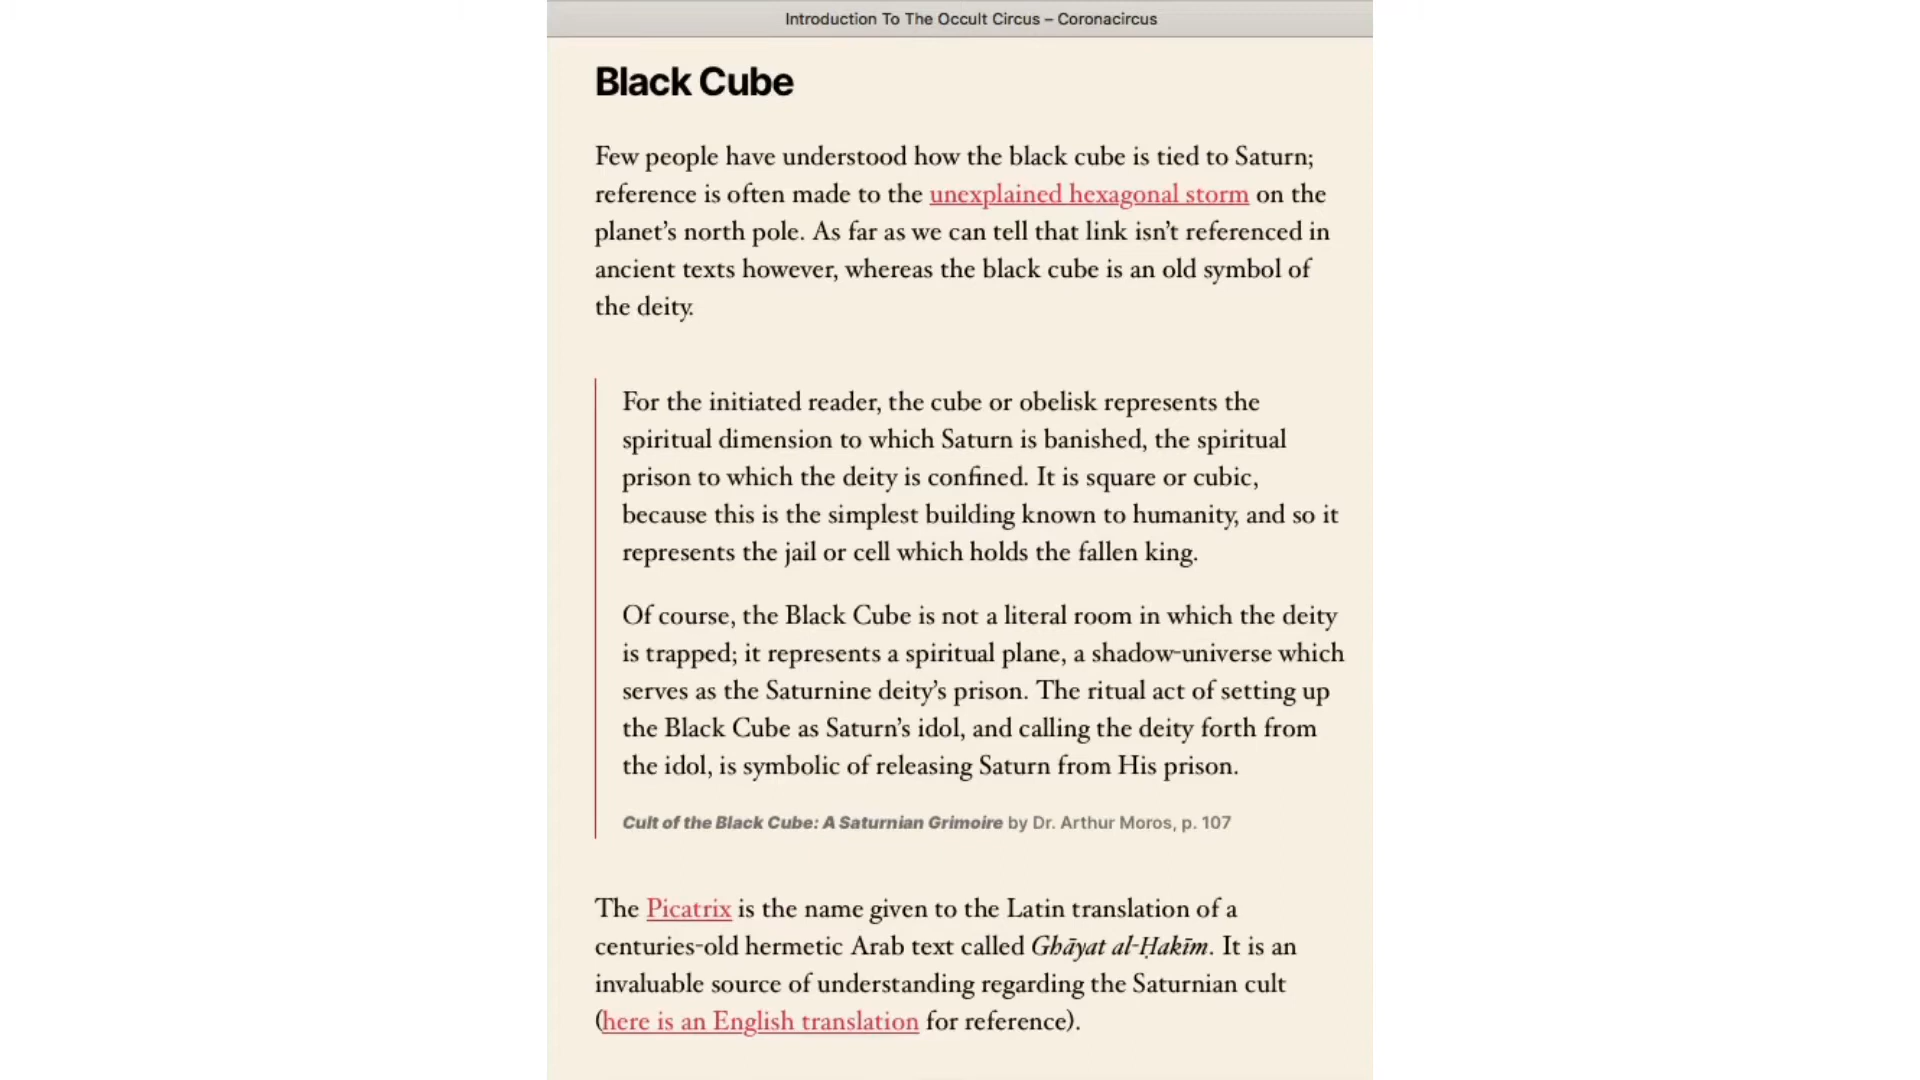 Introduction To The Occult Circus – Coronacircus
Black Cube
Few people have understood how the black cube is tied to Saturn;
reference is often made to the unexplained hexagonal storm on the
planet’s north pole. As far as we can tell that link isn’t referenced in
ancient texts however, whereas the black cube is an old symbol of
the deity.
For the initiated reader, the cube or obelisk represents the
spiritual dimension to which Saturn is banished, the spiritual
prison to which the deity is confined. It is square or cubic,
because this is the simplest building known to humanity, and so it
represents the jail or cell which holds the fallen king.
Of course, the Black Cube is not a literal room in which the deity
is trapped; it represents a spiritual plane, a shadow-universe which
serves as the Saturnine deity’s prison. The ritual act of setting up
the Black Cube as Saturn’s idol, and calling the deity forth from
the idol, is symbolic of releasing Saturn from His prison.
Cult of the Black Cube: A Saturnian Grimoire by Dr. Arthur Moros, p. 107
The Picatrix is the name given to the Latin translation of a
centuries-old hermetic Arab text called Ghāyat al-Ḥakīm. It is an
invaluable source of understanding regarding the Saturnian cult
(here is an English translation for reference).